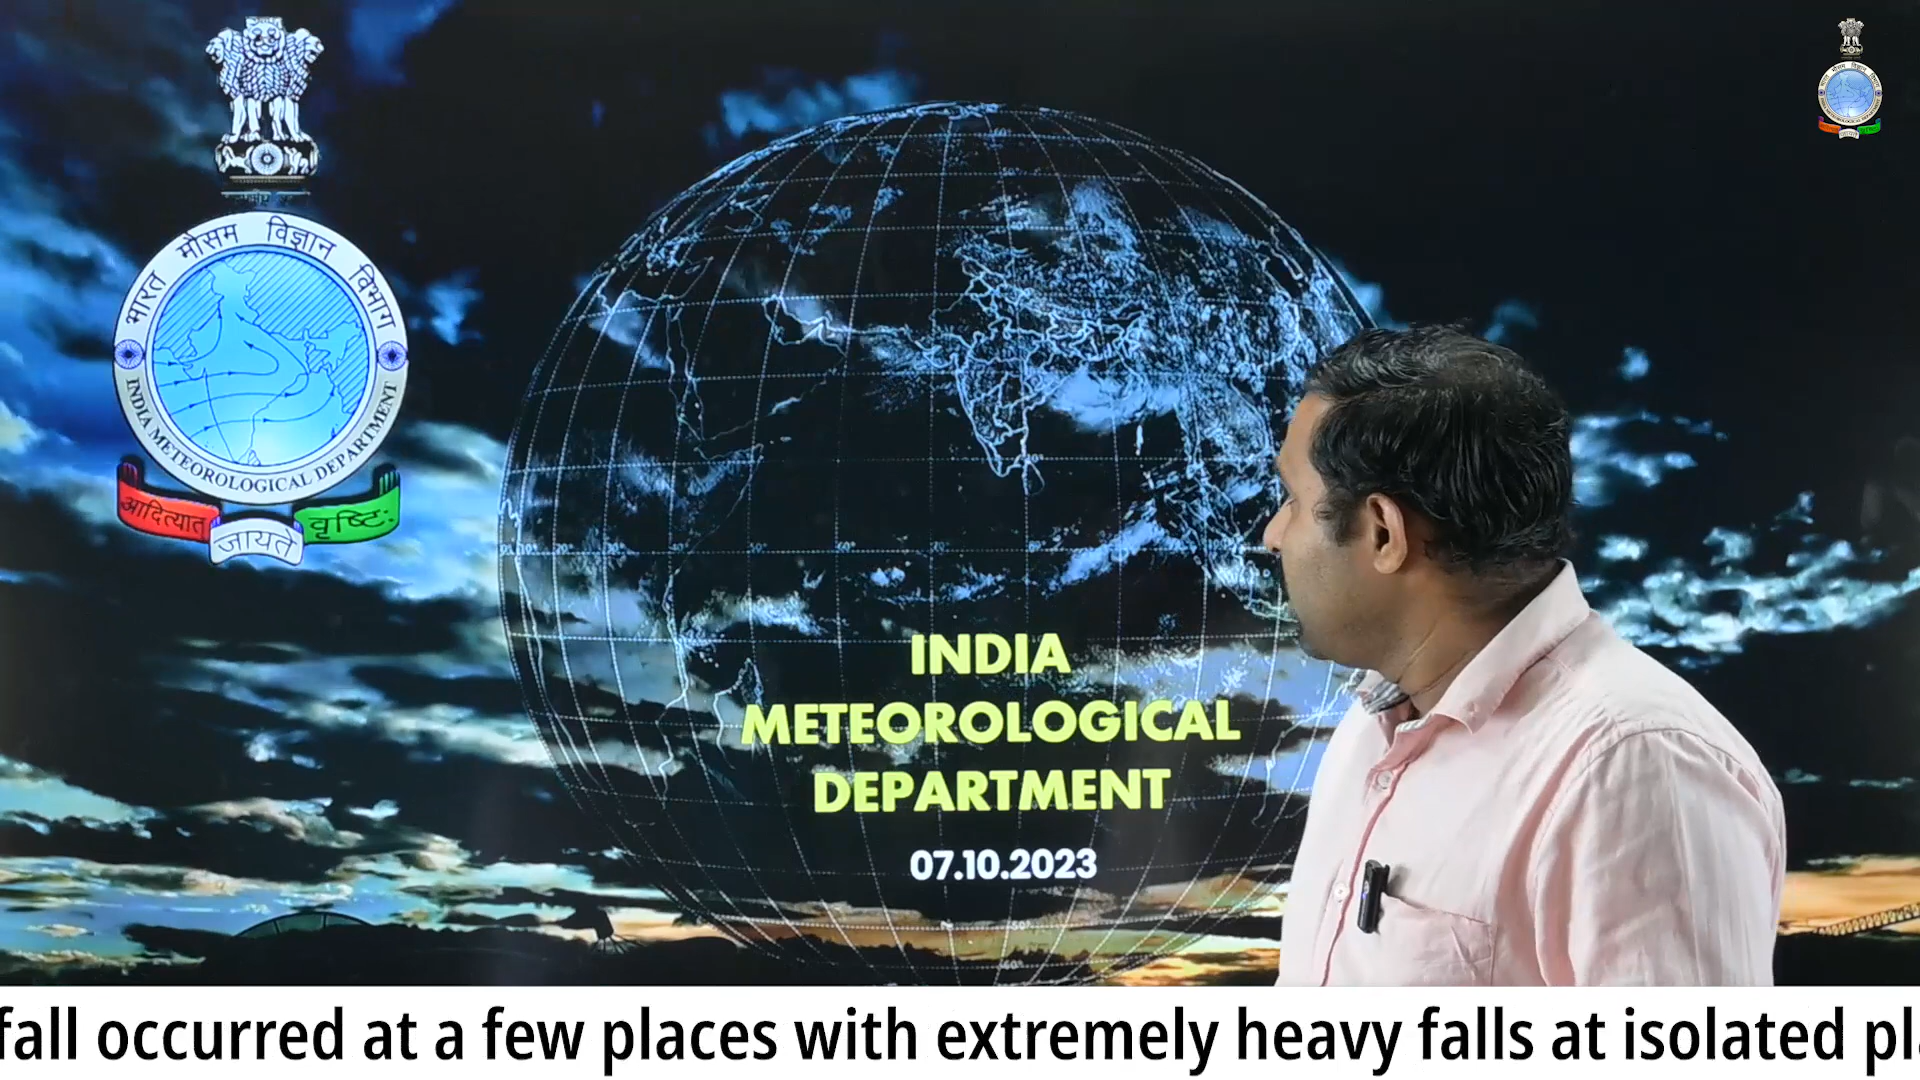 भारत मौसम विज्ञान विभाग
INDIA METEOROLOGICAL DEPARTMENT
आदित्यात
जायते
वृष्टि:
INDIA
METEOROLOGICAL
DEPARTMENT
07.10.2023
fall occurred at a few places with extremely heavy falls at isolated pla